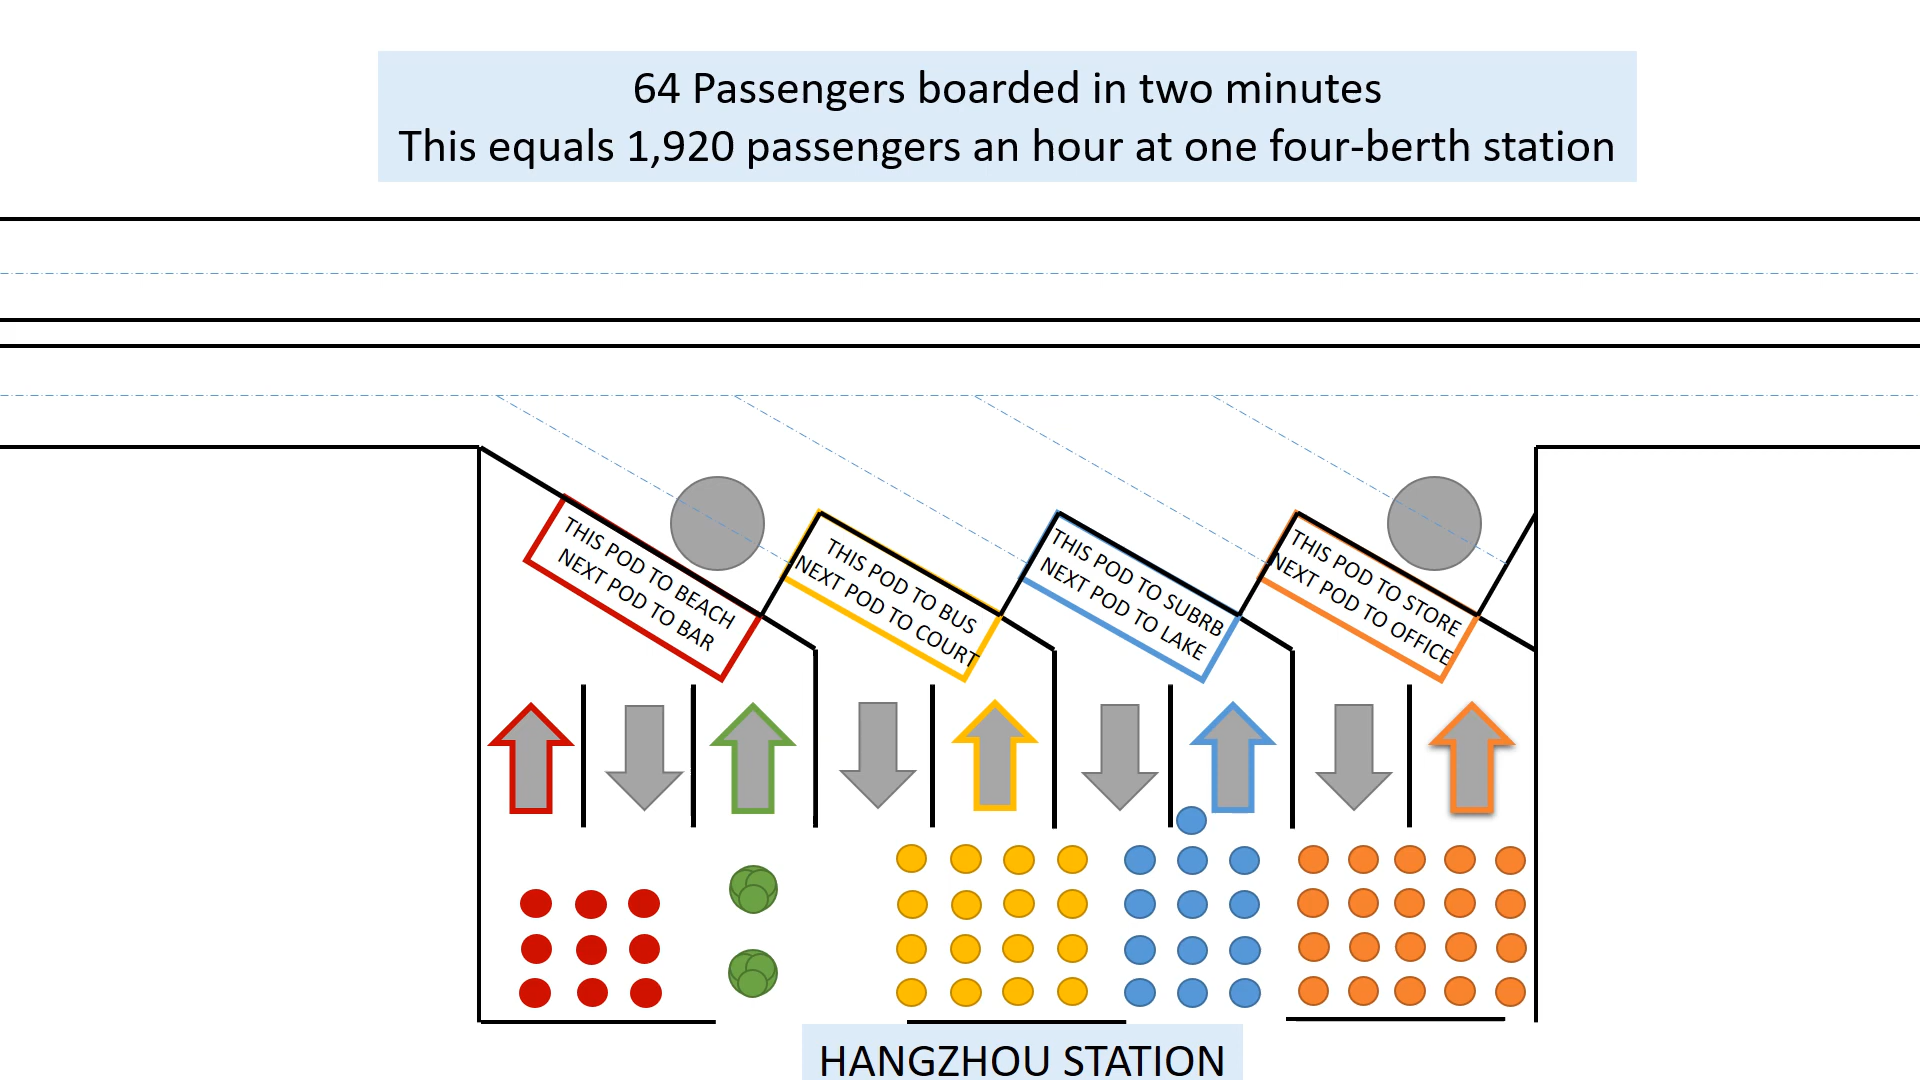 64 Passengers boarded in two minutes
This equals 1,920 passengers an hour at one four-berth station
THIS POD TO BEACH
NEXT POD TO BAR
THIS POD TO BUS
NEXT POD TO COURT
THIS POD TO SUBRB
NEXT POD TO LAKE
THIS POD TO STORE
NEXT POD TO OFFICE
HANGZHOU STATION